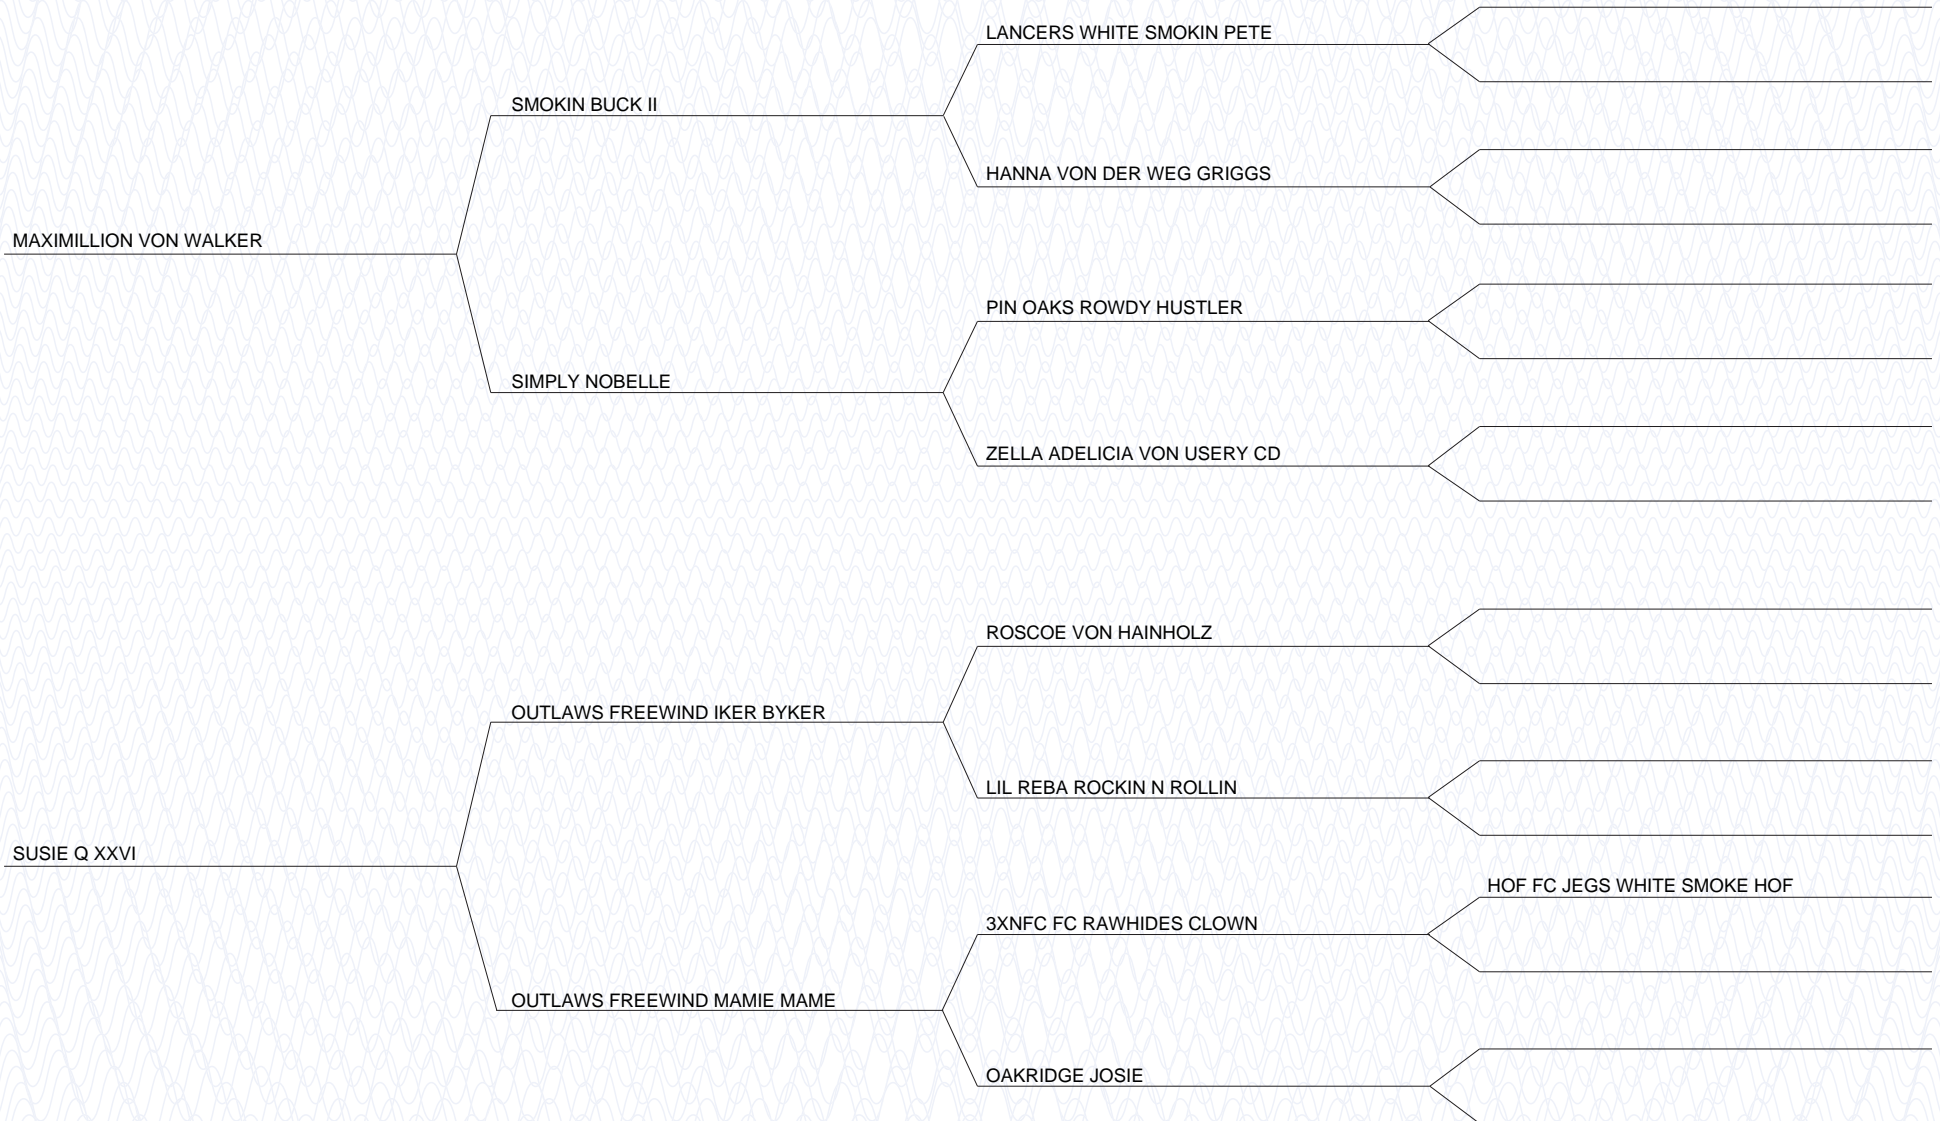 LANCERS WHITE SMOKIN PETE
SMOKIN BUCK II
HANNA VON DER WEG GRIGGS
MAXIMILLION VON WALKER
PIN OAKS ROWDY HUSTLER
SIMPLY NOBELLE
ZELLA ADELICIA VON USERY CD
ROSCOE VON HAINHOLZ
OUTLAWS FREEWIND IKER BYKER
LIL REBA ROCKIN N ROLLIN
SUSIE Q XXVI
HOF FC JEGS WHITE SMOKE HOF
3XNFC FC RAWHIDES CLOWN
OUTLAWS FREEWIND MAMIE MAME
OAKRIDGE JOSIE